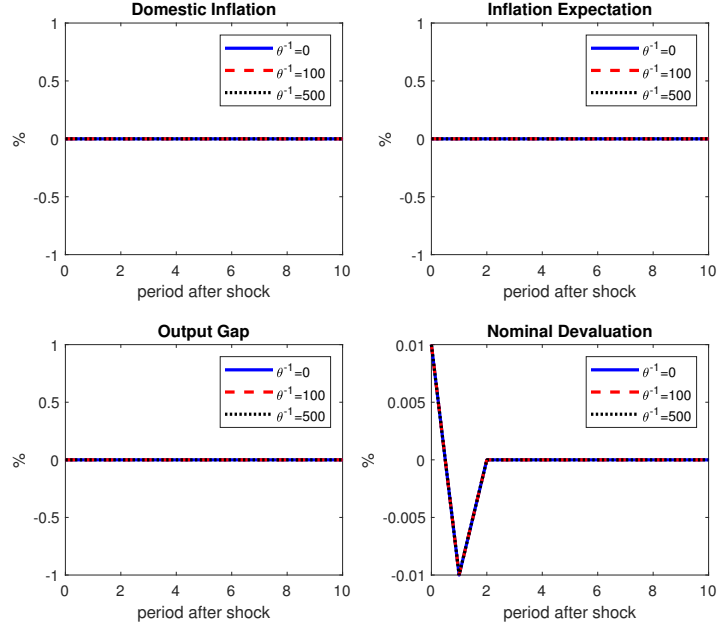 Domestic Inflation
1
0.5
0
-0.5
-1
%
θ⁻¹=0
θ⁻¹=100
θ⁻¹=500
0 2 4 6 8 10
period after shock
Inflation Expectation
1
0.5
0
-0.5
-1
%
θ⁻¹=0
θ⁻¹=100
θ⁻¹=500
0 2 4 6 8 10
period after shock
Output Gap
1
0.5
0
-0.5
-1
%
θ⁻¹=0
θ⁻¹=100
θ⁻¹=500
0 2 4 6 8 10
period after shock
Nominal Devaluation
0.01
0.005
0
-0.005
-0.01
%
θ⁻¹=0
θ⁻¹=100
θ⁻¹=500
0 2 4 6 8 10
period after shock